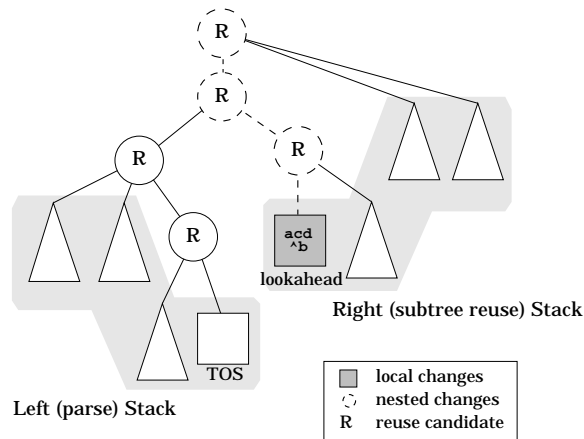 R
R
R
R
R
acd
^b
lookahead
Right (subtree reuse) Stack
TOS
Left (parse) Stack
local changes
nested changes
R reuse candidate